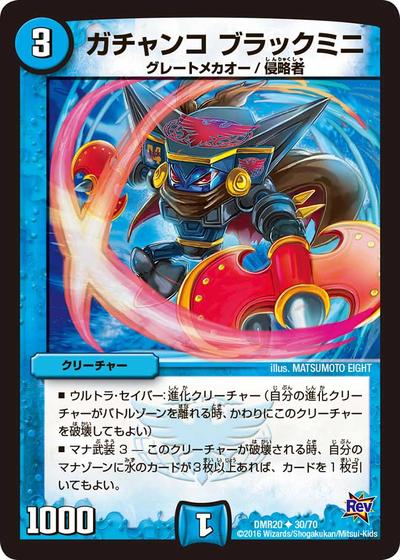 3
ガチャンコ ブラックミニ
グレートメカオー / 侵略者
しんりゃくしゃ
illus. MATSUMOTO EIGHT
クリーチャー
■ ウルトラ・セイバー:進化クリーチャー(自分の進化クリー
チャーがバトルゾーンを離れる時、かわりにこのクリーチャー
を破壊してもよい)
■ マナ武装 3 このクリーチャーが破壊される時、自分の
マナゾーンに水のカードが3枚以上あれば、カードを1枚引
いてもよい。
1000
1
Rev
DMR20 ◆ 30/70
©2016 Wizards/Shogakukan/Mitsui-Kids